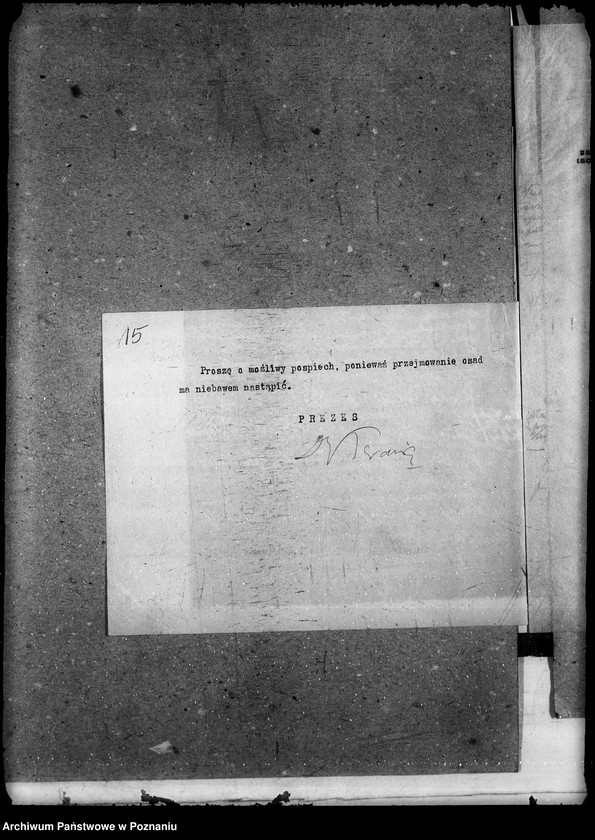 15
Proszę o możliwy pospiech, ponieważ przejmowanie osad
ma niebawem nastąpić.
PREZES
Archiwum Państwowe w Poznaniu